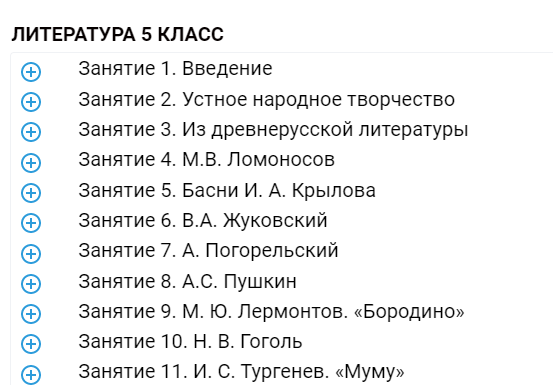 ЛИТЕРАТУРА 5 КЛАСС
Занятие 1. Введение
Занятие 2. Устное народное творчество
Занятие 3. Из древнерусской литературы
Занятие 4. М.В. Ломоносов
Занятие 5. Басни И. А. Крылова
Занятие 6. В.А. Жуковский
Занятие 7. А. Погорельский
Занятие 8. А.С. Пушкин
Занятие 9. М. Ю. Лермонтов. «Бородино»
Занятие 10. Н. В. Гоголь
Занятие 11. И. С. Тургенев. «Муму»